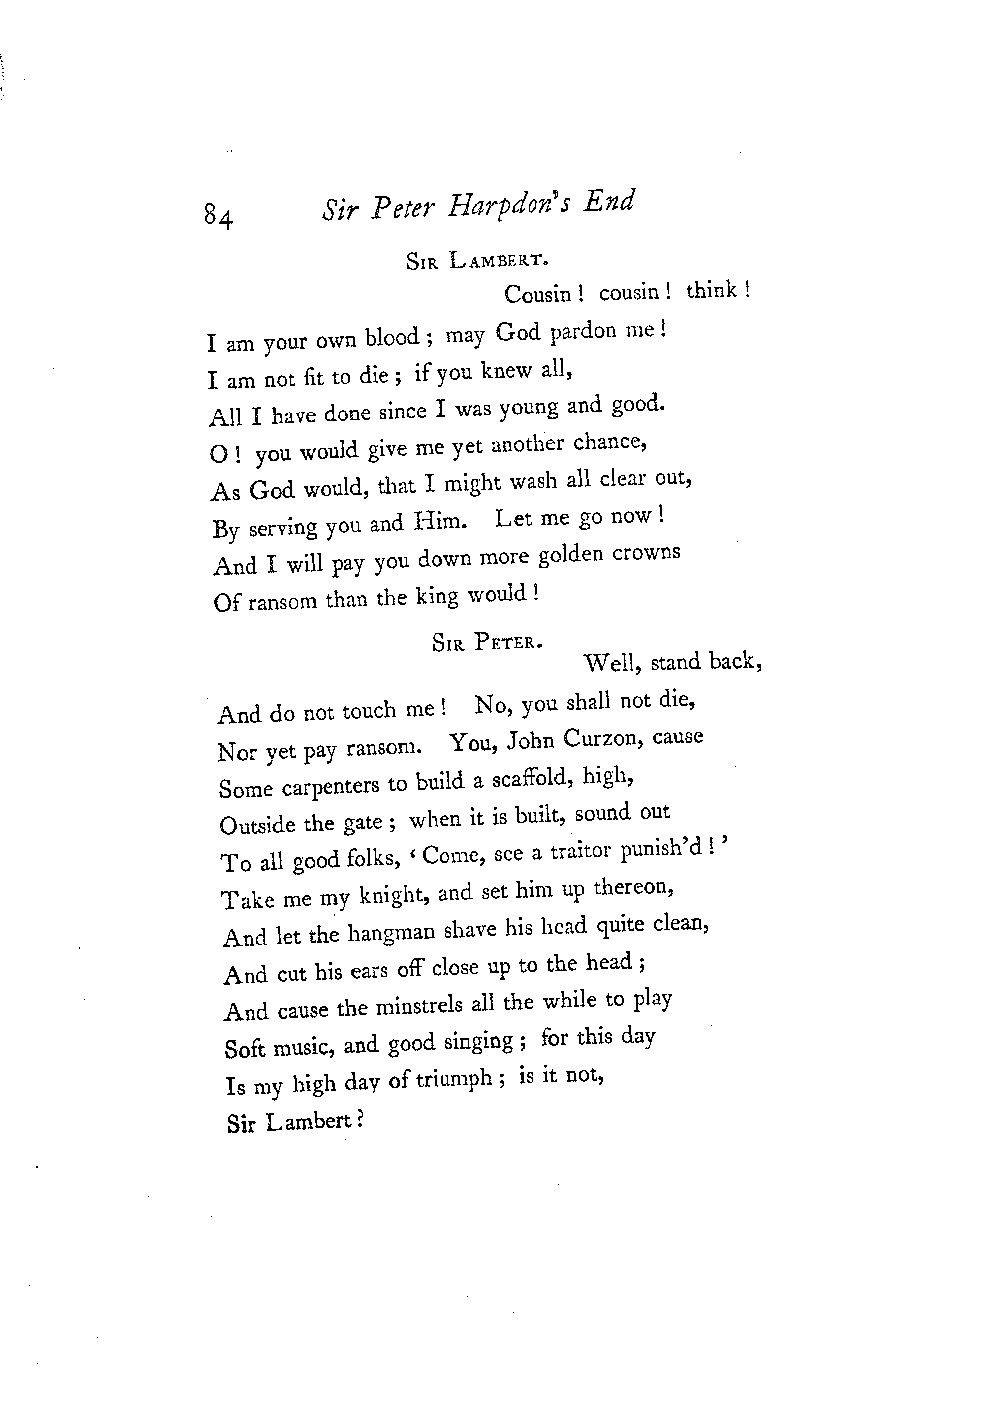 84 Sir Peter Harpdon's End
Sir Lambert.
Cousin! cousin! think!
I am your own blood; may God pardon me!
I am not fit to die; if you knew all,
All I have done since I was young and good.
O! you would give me yet another chance,
As God would, that I might wash all clear out,
By serving you and Him. Let me go now!
And I will pay you down more golden crowns
Of ransom than the king would!
Sir Peter.
Well, stand back,
And do not touch me! No, you shall not die,
Nor yet pay ransom. You, John Curzon, cause
Some carpenters to build a scaffold, high,
Outside the gate; when it is built, sound out
To all good folks, ‘Come, see a traitor punish'd!’
Take me my knight, and set him up thereon,
And let the hangman shave his head quite clean,
And cut his ears off close up to the head;
And cause the minstrels all the while to play
Soft music, and good singing; for this day
Is my high day of triumph; is it not,
Sir Lambert?